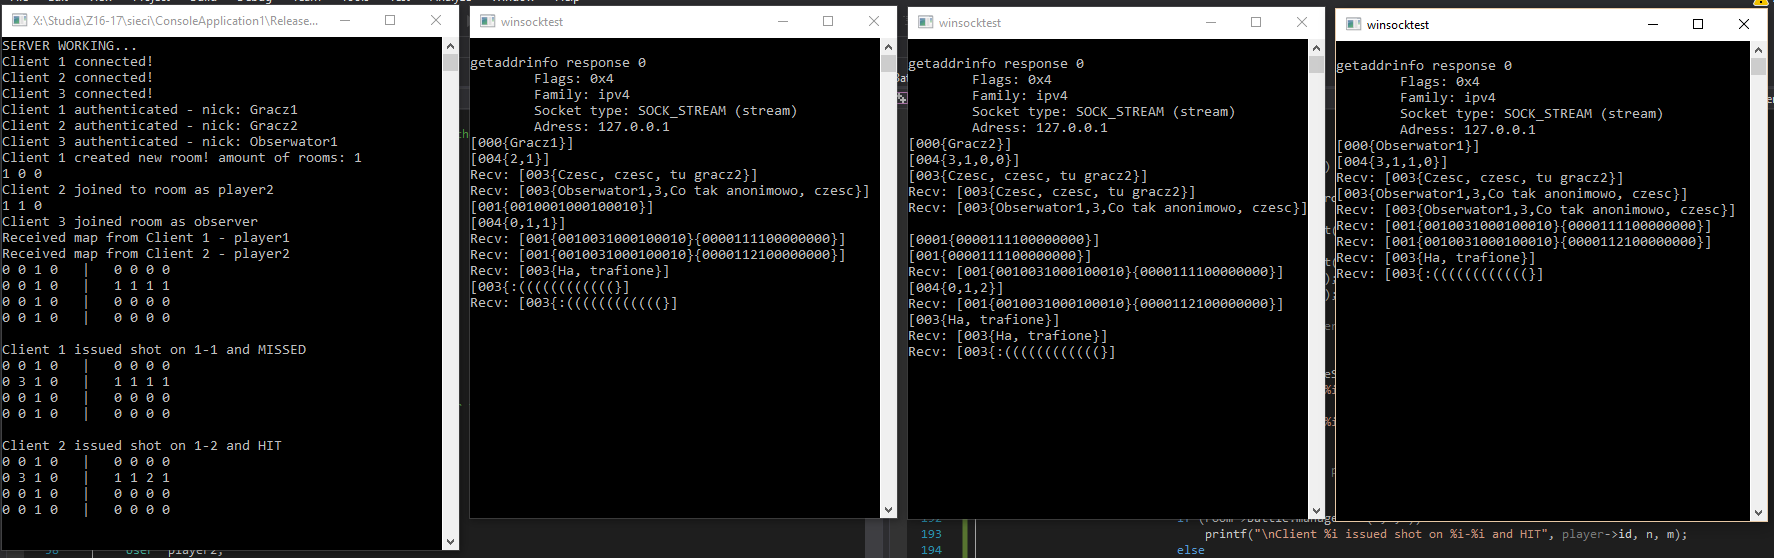 X:\Studia\Z16-17\sieci\ConsoleApplication1\Release...
SERVER WORKING...
Client 1 connected!
Client 2 connected!
Client 3 connected!
Client 1 authenticated - nick: Gracz1
Client 2 authenticated - nick: Gracz2
Client 3 authenticated - nick: Obserwator1
Client 1 created new room! amount of rooms: 1
1 0 0
Client 2 joined to room as player2
1 1 0
Client 3 joined room as observer
Received map from Client 1 - player1
Received map from Client 2 - player2
0 0 1 0 | 0 0 0 0
0 0 1 0 | 1 1 1 1
0 0 1 0 | 0 0 0 0
0 0 1 0 | 0 0 0 0
Client 1 issued shot on 1-1 and MISSED
0 0 1 0 | 0 0 0 0
0 3 1 0 | 1 1 1 1
0 0 1 0 | 0 0 0 0
0 0 1 0 | 0 0 0 0
Client 2 issued shot on 1-2 and HIT
0 0 1 0 | 0 0 0 0
0 3 1 0 | 1 1 2 1
0 0 1 0 | 0 0 0 0
0 0 1 0 | 0 0 0 0
winsocktest
getaddrinfo response 0
Flags: 0x4
Family: ipv4
Socket type: SOCK_STREAM (stream)
Adress: 127.0.0.1
[000{Gracz1}]
[004{2,1}]
Recv: [003{Czesc, czesc, tu gracz2}]
Recv: [003{Obserwator1,3,Co tak anonimowo, czesc}]
[001{0010001000100010}]
[004{0,1,1}]
Recv: [001{0010031000100010}{0000111100000000}]
Recv: [001{0010031000100010}{0000112100000000}]
Recv: [003{Ha, trafione}]
[003{:((((((((((((}]
Recv: [003{:((((((((((((}]
winsocktest
getaddrinfo response 0
Flags: 0x4
Family: ipv4
Socket type: SOCK_STREAM (stream)
Adress: 127.0.0.1
[000{Gracz2}]
[004{3,1,0,0}]
[003{Czesc, czesc, tu gracz2}]
Recv: [003{Czesc, czesc, tu gracz2}]
Recv: [003{Obserwator1,3,Co tak anonimowo, czesc}]
[0001{0000111100000000}]
[001{0000111100000000}]
Recv: [001{0010031000100010}{0000111100000000}]
[004{0,1,2}]
Recv: [001{0010031000100010}{0000112100000000}]
[003{Ha, trafione}]
Recv: [003{Ha, trafione}]
Recv: [003{:((((((((((((}]
winsocktest
getaddrinfo response 0
Flags: 0x4
Family: ipv4
Socket type: SOCK_STREAM (stream)
Adress: 127.0.0.1
[000{Obserwator1}]
[004{3,1,1,0}]
Recv: [003{Czesc, czesc, tu gracz2}]
[003{Obserwator1,3,Co tak anonimowo, czesc}]
Recv: [003{Obserwator1,3,Co tak anonimowo, czesc}]
Recv: [001{0010031000100010}{0000111100000000}]
Recv: [001{0010031000100010}{0000112100000000}]
Recv: [003{Ha, trafione}]
Recv: [003{:((((((((((((}]
193 printf("\nClient %i issued shot on %i-%i and HIT", player->id, n, m);
194 else